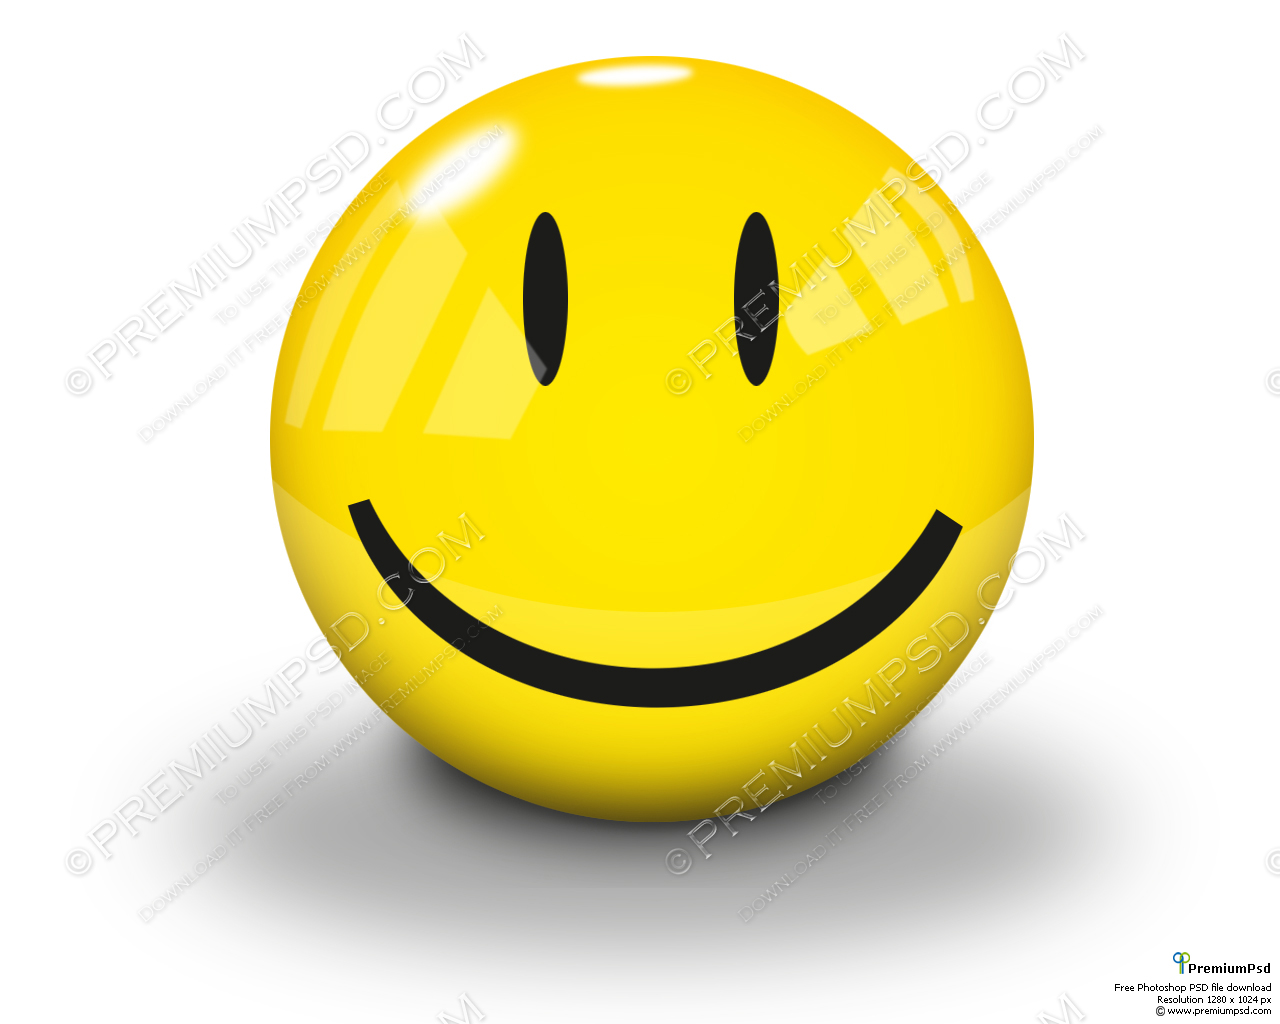 © PREMIUMPSD.COM
TO USE THIS PSD IMAGE
DOWNLOAD IT FREE FROM WWW.PREMIUMPSD.COM
© PREMIUMPSD.COM
TO USE THIS PSD IMAGE
DOWNLOAD IT FREE FROM WWW.PREMIUMPSD.COM
© PREMIUMPSD.COM
TO USE THIS PSD IMAGE
DOWNLOAD IT FREE FROM WWW.PREMIUMPSD.COM
© PREMIUMPSD.COM
TO USE THIS PSD IMAGE
DOWNLOAD IT FREE FROM WWW.PREMIUMPSD.COM
PremiumPsd
Free Photoshop PSD file download
Resolution 1280 x 1024 px
© www.premiumpsd.com